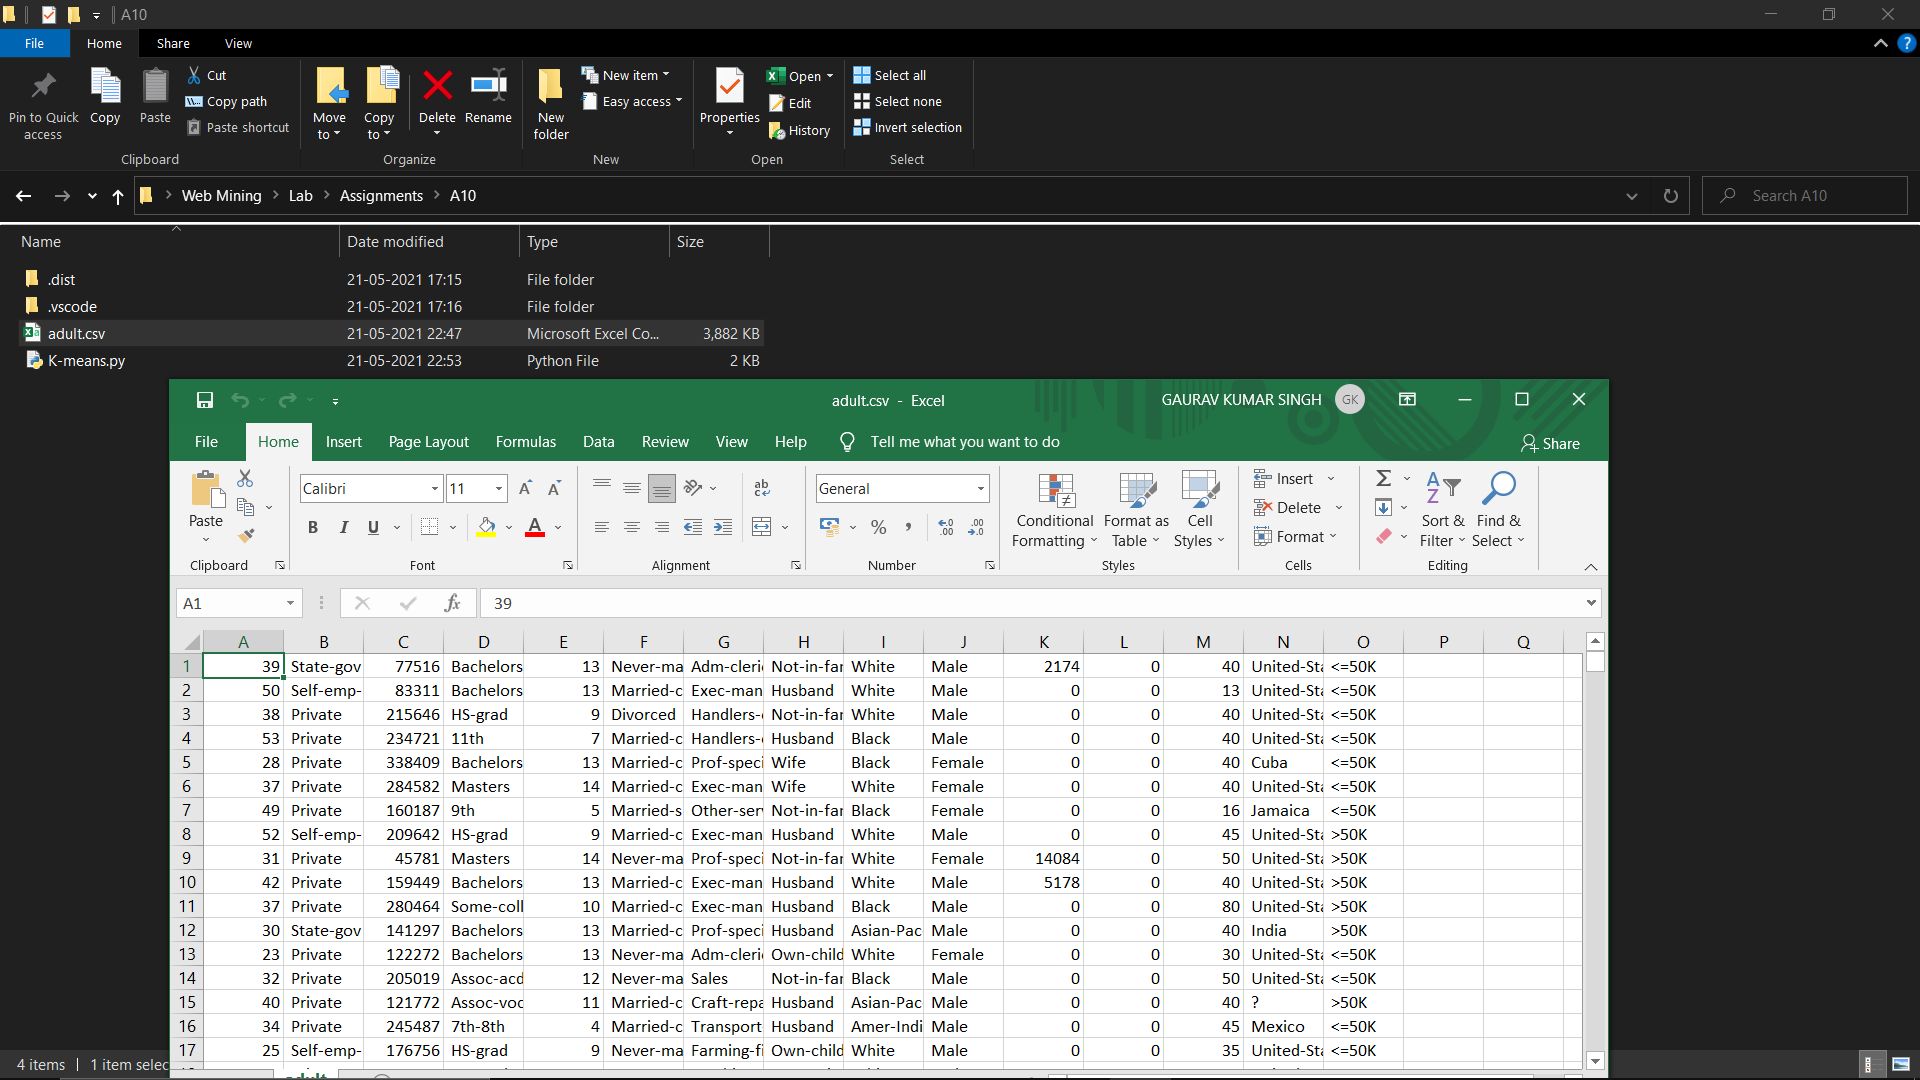 A10
File Home Share View
Pin to Quick access
Copy
Paste
Cut
Copy path
Paste shortcut
Clipboard
Move to
Copy to
Delete
Rename
Organize
New folder
New item
Easy access
New
Properties
Open
Edit
History
Open
Select all
Select none
Invert selection
Select
Web Mining > Lab > Assignments > A10
Search A10
Name Date modified Type Size
.dist 21-05-2021 17:15 File folder
.vscode 21-05-2021 17:16 File folder
adult.csv 21-05-2021 22:47 Microsoft Excel Co... 3,882 KB
K-means.py 21-05-2021 22:53 Python File 2 KB
adult.csv - Excel
GAURAV KUMAR SINGH GK
File Home Insert Page Layout Formulas Data Review View Help Tell me what you want to do Share
Paste
Clipboard
Calibri 11
B I U
Font
ab
Alignment
General
Number
Conditional Formatting
Format as Table
Cell Styles
Styles
Insert
Delete
Format
Cells
Sort & Filter
Find & Select
Editing
A1 fx 39
A B C D E F G H I J K L M N O P Q
1 39 State-gov 77516 Bachelors 13 Never-ma Adm-cleri Not-in-far White Male 2174 0 40 United-Sta <=50K
2 50 Self-emp- 83311 Bachelors 13 Married-c Exec-man Husband White Male 0 0 13 United-Sta <=50K
3 38 Private 215646 HS-grad 9 Divorced Handlers- Not-in-far White Male 0 0 40 United-Sta <=50K
4 53 Private 234721 11th 7 Married-c Handlers- Husband Black Male 0 0 40 United-Sta <=50K
5 28 Private 338409 Bachelors 13 Married-c Prof-speci Wife Black Female 0 0 40 Cuba <=50K
6 37 Private 284582 Masters 14 Married-c Exec-man Wife White Female 0 0 40 United-Sta <=50K
7 49 Private 160187 9th 5 Married-s Other-ser Not-in-far Black Female 0 0 16 Jamaica <=50K
8 52 Self-emp- 209642 HS-grad 9 Married-c Exec-man Husband White Male 0 0 45 United-Sta >50K
9 31 Private 45781 Masters 14 Never-ma Prof-speci Not-in-far White Female 14084 0 50 United-Sta >50K
10 42 Private 159449 Bachelors 13 Married-c Exec-man Husband White Male 5178 0 40 United-Sta >50K
11 37 Private 280464 Some-coll 10 Married-c Exec-man Husband Black Male 0 0 80 United-Sta >50K
12 30 State-gov 141297 Bachelors 13 Married-c Prof-speci Husband Asian-Pac Male 0 0 40 India >50K
13 23 Private 122272 Bachelors 13 Never-ma Adm-cleri Own-child White Female 0 0 30 United-Sta <=50K
14 32 Private 205019 Assoc-acd 12 Never-ma Sales Not-in-far Black Male 0 0 50 United-Sta <=50K
15 40 Private 121772 Assoc-voc 11 Married-c Craft-repa Husband Asian-Pac Male 0 0 40 ? >50K
16 34 Private 245487 7th-8th 4 Married-c Transport Husband Amer-Indi Male 0 0 45 Mexico <=50K
17 25 Self-emp- 176756 HS-grad 9 Never-ma Farming-fi Own-child White Male 0 0 35 United-Sta <=50K
4 items 1 item selec
adult